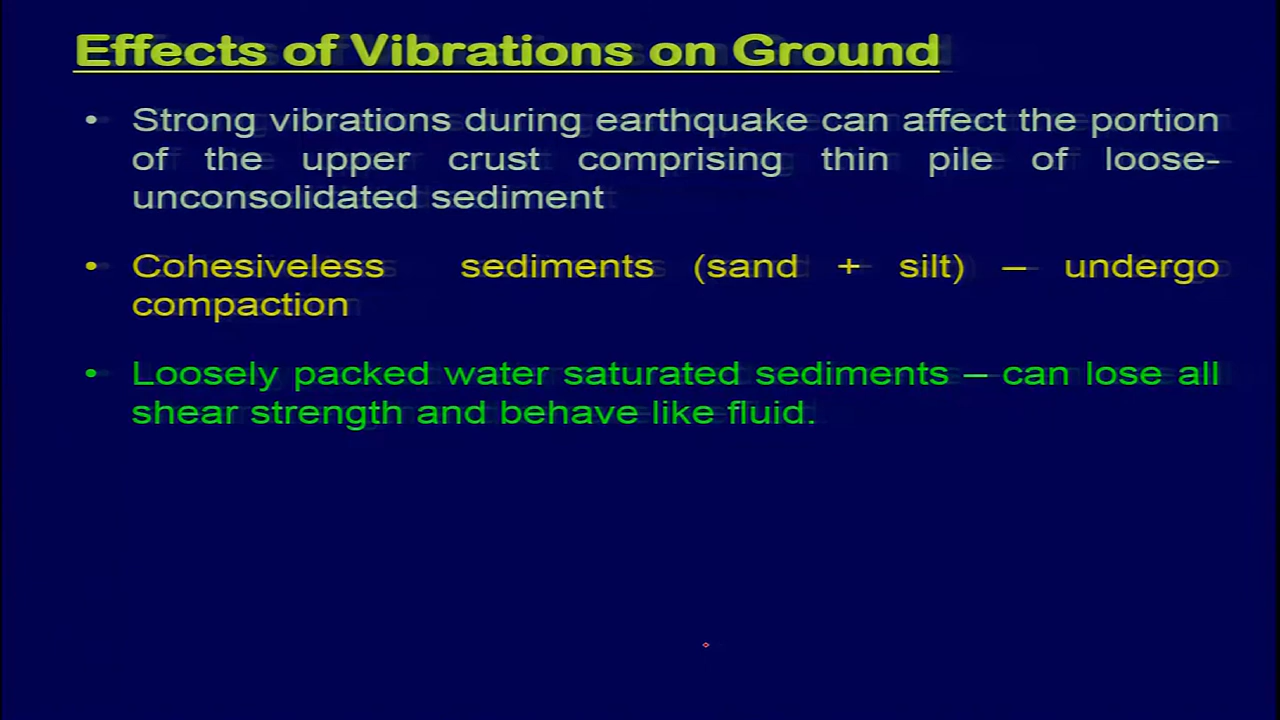 Effects of Vibrations on Ground
• Strong vibrations during earthquake can affect the portion
of the upper crust comprising thin pile of loose-
unconsolidated sediment
• Cohesiveless sediments (sand + silt) – undergo
compaction
• Loosely packed water saturated sediments – can lose all
shear strength and behave like fluid.